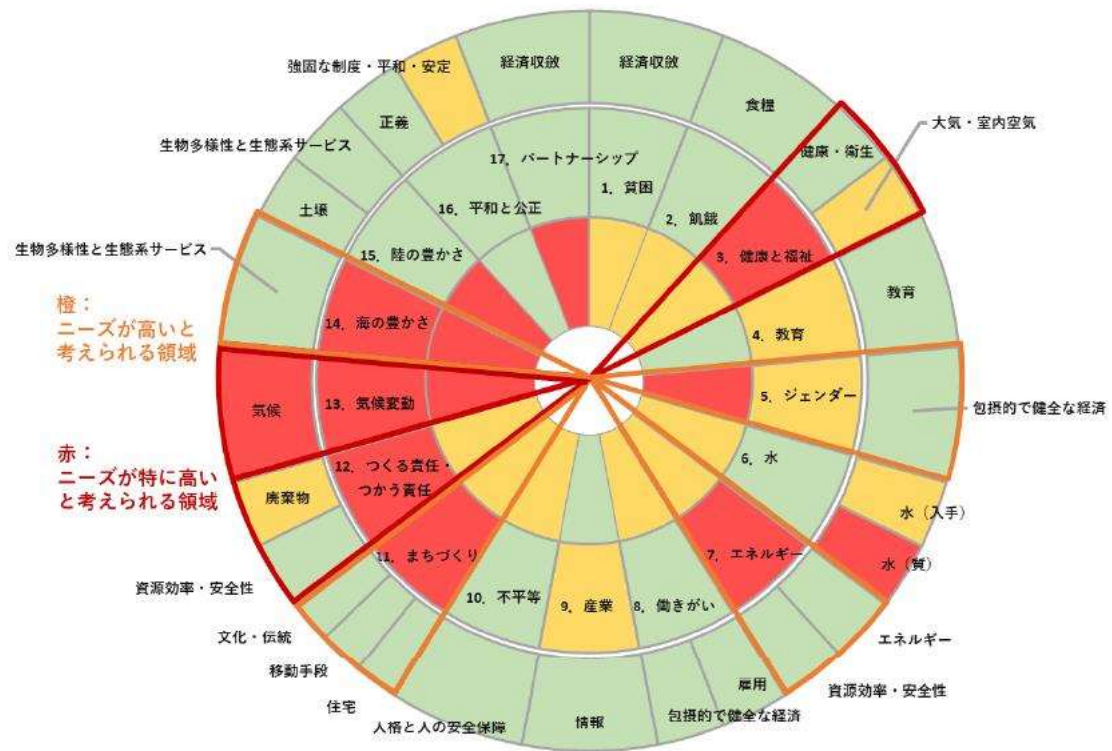 強固な制度・平和・安定
経済収斂
経済収斂
食糧
正義
大気・室内空気
健康・衛生
生物多様性と生態系サービス
17. パートナーシップ
1. 貧困
16. 平和と公正
2. 飢餓
土壌
15. 陸の豊かさ
3. 健康と福祉
生物多様性と生態系サービス
教育
橙：
ニーズが高いと
考えられる領域
14. 海の豊かさ
4. 教育
気候
13. 気候変動
5. ジェンダー
包摂的で健全な経済
赤：
ニーズが特に高い
と考えられる領域
12. つくる責任・
つかう責任
6. 水
廃棄物
水（入手）
11. まちづくり
7. エネルギー
水（質）
資源効率・安全性
10. 不平等
9. 産業
8. 働きがい
文化・伝統
エネルギー
移動手段
雇用
資源効率・安全性
住宅
人格と人の安全保障
情報
包摂的で健全な経済